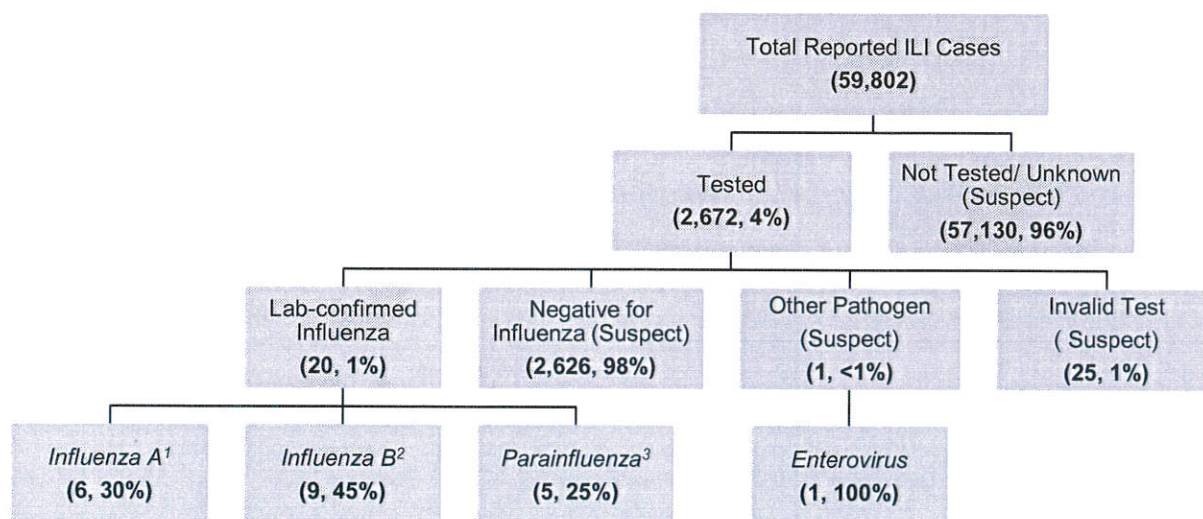 Total Reported ILI Cases
(59,802)
Tested
(2,672, 4%)
Not Tested/ Unknown
(Suspect)
(57,130, 96%)
Lab-confirmed
Influenza
(20, 1%)
Negative for
Influenza (Suspect)
(2,626, 98%)
Other Pathogen
(Suspect)
(1, <1%)
Invalid Test
( Suspect)
(25, 1%)
Influenza A¹
(6, 30%)
Influenza B²
(9, 45%)
Parainfluenza³
(5, 25%)
Enterovirus
(1, 100%)